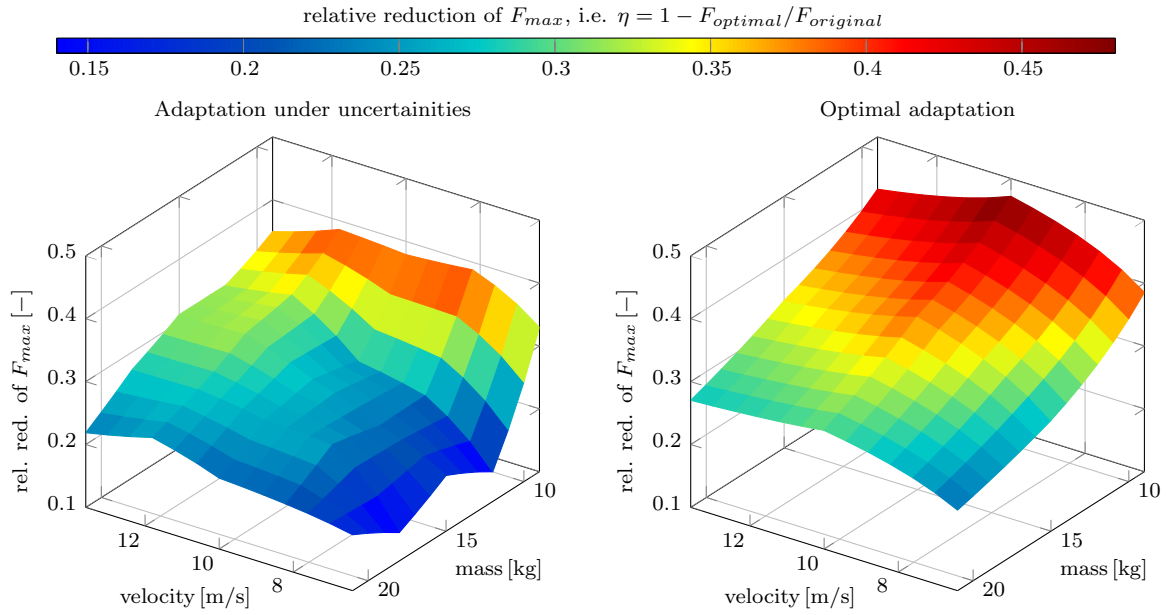 relative reduction of F_max, i.e. η = 1 − F_optimal/F_original
0.15 0.2 0.25 0.3 0.35 0.4 0.45
Adaptation under uncertainities
0.5
0.4
0.3
0.2
0.1
rel. red. of F_max [−]
12 10 8
velocity [m/s]
10
15
20
mass [kg]
Optimal adaptation
0.5
0.4
0.3
0.2
0.1
rel. red. of F_max [−]
12 10 8
velocity [m/s]
10
15
20
mass [kg]